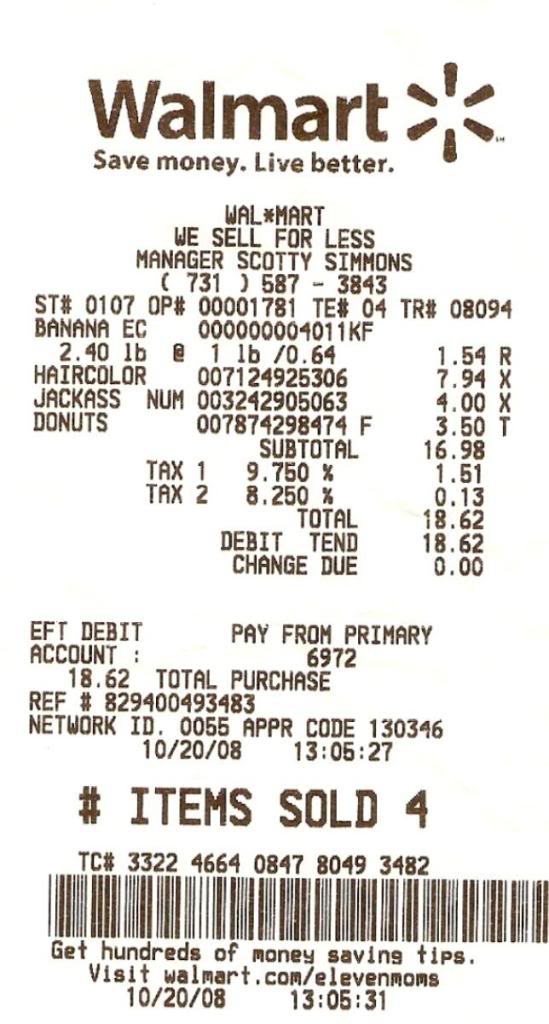 Walmart
Save money. Live better.
WAL*MART
WE SELL FOR LESS
MANAGER SCOTTY SIMMONS
( 731 ) 587 - 3843
ST# 0107 OP# 00001781 TE# 04 TR# 08094
BANANA EC 000000004011KF
2.40 lb @ 1 lb /0.64 1.54 R
HAIRCOLOR 007124925306 7.94 X
JACKASS NUM 003242905063 4.00 X
DONUTS 007874298474 F 3.50 T
SUBTOTAL 16.98
TAX 1 9.750 % 1.51
TAX 2 8.250 % 0.13
TOTAL 18.62
DEBIT TEND 18.62
CHANGE DUE 0.00
EFT DEBIT PAY FROM PRIMARY
ACCOUNT : 6972
18.62 TOTAL PURCHASE
REF # 829400493483
NETWORK ID. 0055 APPR CODE 130346
10/20/08 13:05:27
# ITEMS SOLD 4
TC# 3322 4664 0847 8049 3482
Get hundreds of money saving tips.
Visit walmart.com/elevenmoms
10/20/08 13:05:31